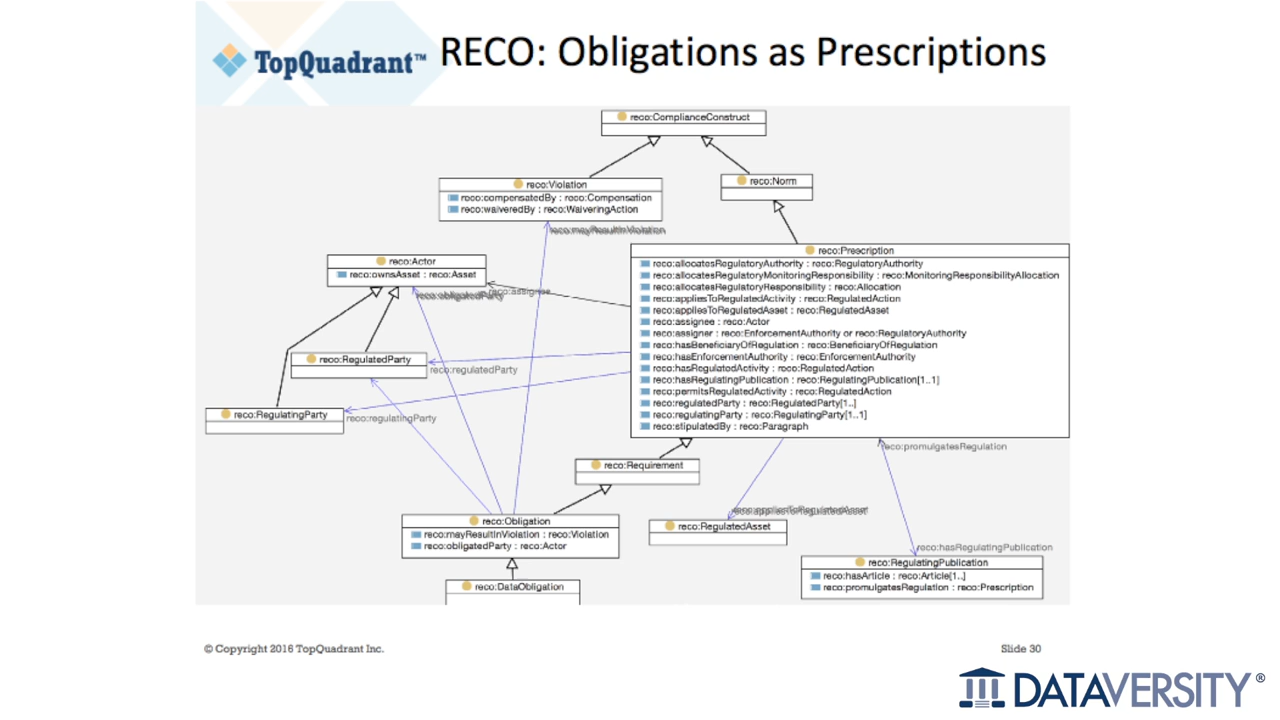 TopQuadrant™
RECO: Obligations as Prescriptions
reco:ComplianceConstruct
reco:Violation
reco:compensatedBy : reco:Compensation
reco:waiveredBy : reco:WaiveringAction
reco:Norm
reco:mayResultInViolation
reco:Prescription
reco:allocatesRegulatoryAuthority : reco:RegulatoryAuthority
reco:allocatesRegulatoryMonitoringResponsibility : reco:MonitoringResponsibilityAllocation
reco:allocatesRegulatoryResponsibility : reco:Allocation
reco:appliesToRegulatedActivity : reco:RegulatedAction
reco:appliesToRegulatedAsset : reco:RegulatedAsset
reco:assignee : reco:Actor
reco:assigner : reco:EnforcementAuthority or reco:RegulatoryAuthority
reco:hasBeneficiaryOfRegulation : reco:BeneficiaryOfRegulation
reco:hasEnforcementAuthority : reco:EnforcementAuthority
reco:hasRegulatedActivity : reco:RegulatedAction
reco:hasRegulatingPublication : reco:RegulatingPublication[1..1]
reco:permitsRegulatedActivity : reco:RegulatedAction
reco:regulatedParty : reco:RegulatedParty[1..]
reco:regulatingParty : reco:RegulatingParty[1..1]
reco:stipulatedBy : reco:Paragraph
reco:Actor
reco:ownsAsset : reco:Asset
reco:obligatedParty
reco:assignee
reco:RegulatedParty
reco:regulatedParty
reco:RegulatingParty
reco:regulatingParty
reco:promulgatesRegulation
reco:Requirement
reco:Obligation
reco:mayResultInViolation : reco:Violation
reco:obligatedParty : reco:Actor
reco:appliesToRegulatedAsset
reco:RegulatedAsset
reco:hasRegulatingPublication
reco:RegulatingPublication
reco:hasArticle : reco:Article[1..]
reco:promulgatesRegulation : reco:Prescription
reco:DataObligation
© Copyright 2016 TopQuadrant Inc.
Slide 30
DATAVERSITY®